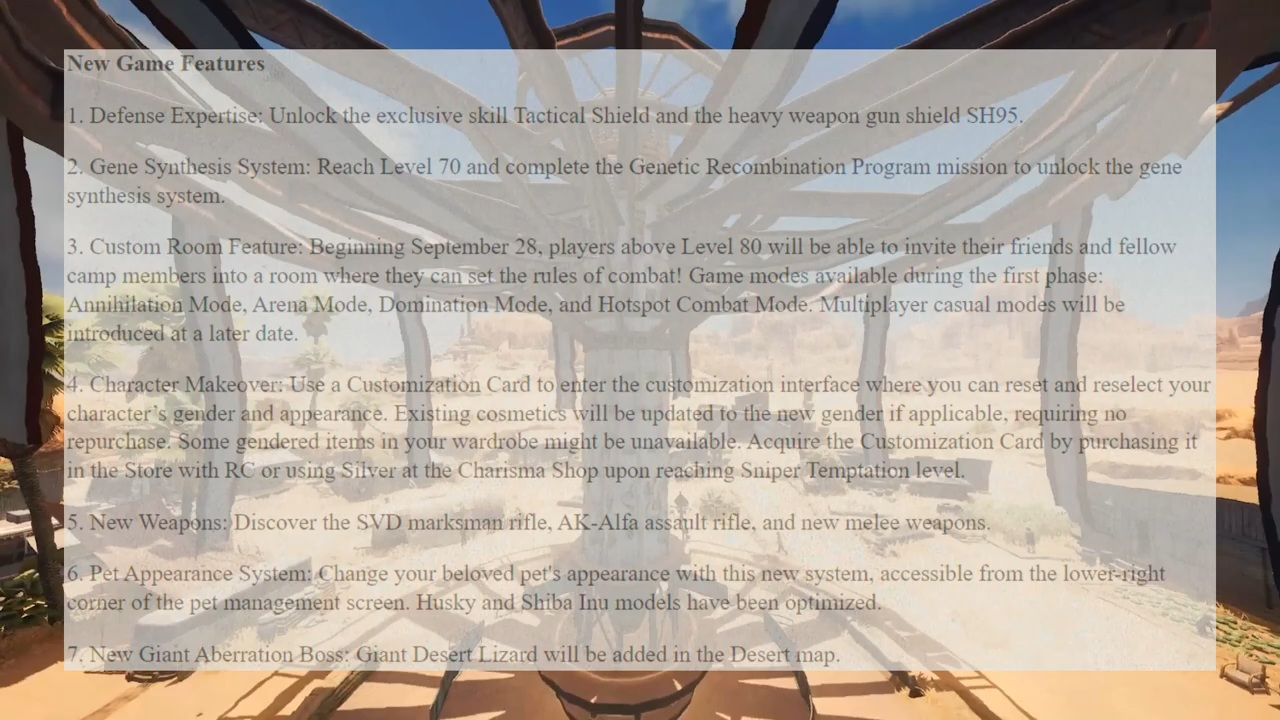 New Game Features
1. Defense Expertise: Unlock the exclusive skill Tactical Shield and the heavy weapon gun shield SH95.
2. Gene Synthesis System: Reach Level 70 and complete the Genetic Recombination Program mission to unlock the gene
synthesis system.
3. Custom Room Feature: Beginning September 28, players above Level 80 will be able to invite their friends and fellow
camp members into a room where they can set the rules of combat! Game modes available during the first phase:
Annihilation Mode, Arena Mode, Domination Mode, and Hotspot Combat Mode. Multiplayer casual modes will be
introduced at a later date.
4. Character Makeover: Use a Customization Card to enter the customization interface where you can reset and reselect your
character’s gender and appearance. Existing cosmetics will be updated to the new gender if applicable, requiring no
repurchase. Some gendered items in your wardrobe might be unavailable. Acquire the Customization Card by purchasing it
in the Store with RC or using Silver at the Charisma Shop upon reaching Sniper Temptation level.
5. New Weapons: Discover the SVD marksman rifle, AK-Alfa assault rifle, and new melee weapons.
6. Pet Appearance System: Change your beloved pet's appearance with this new system, accessible from the lower-right
corner of the pet management screen. Husky and Shiba Inu models have been optimized.
7. New Giant Aberration Boss: Giant Desert Lizard will be added in the Desert map.